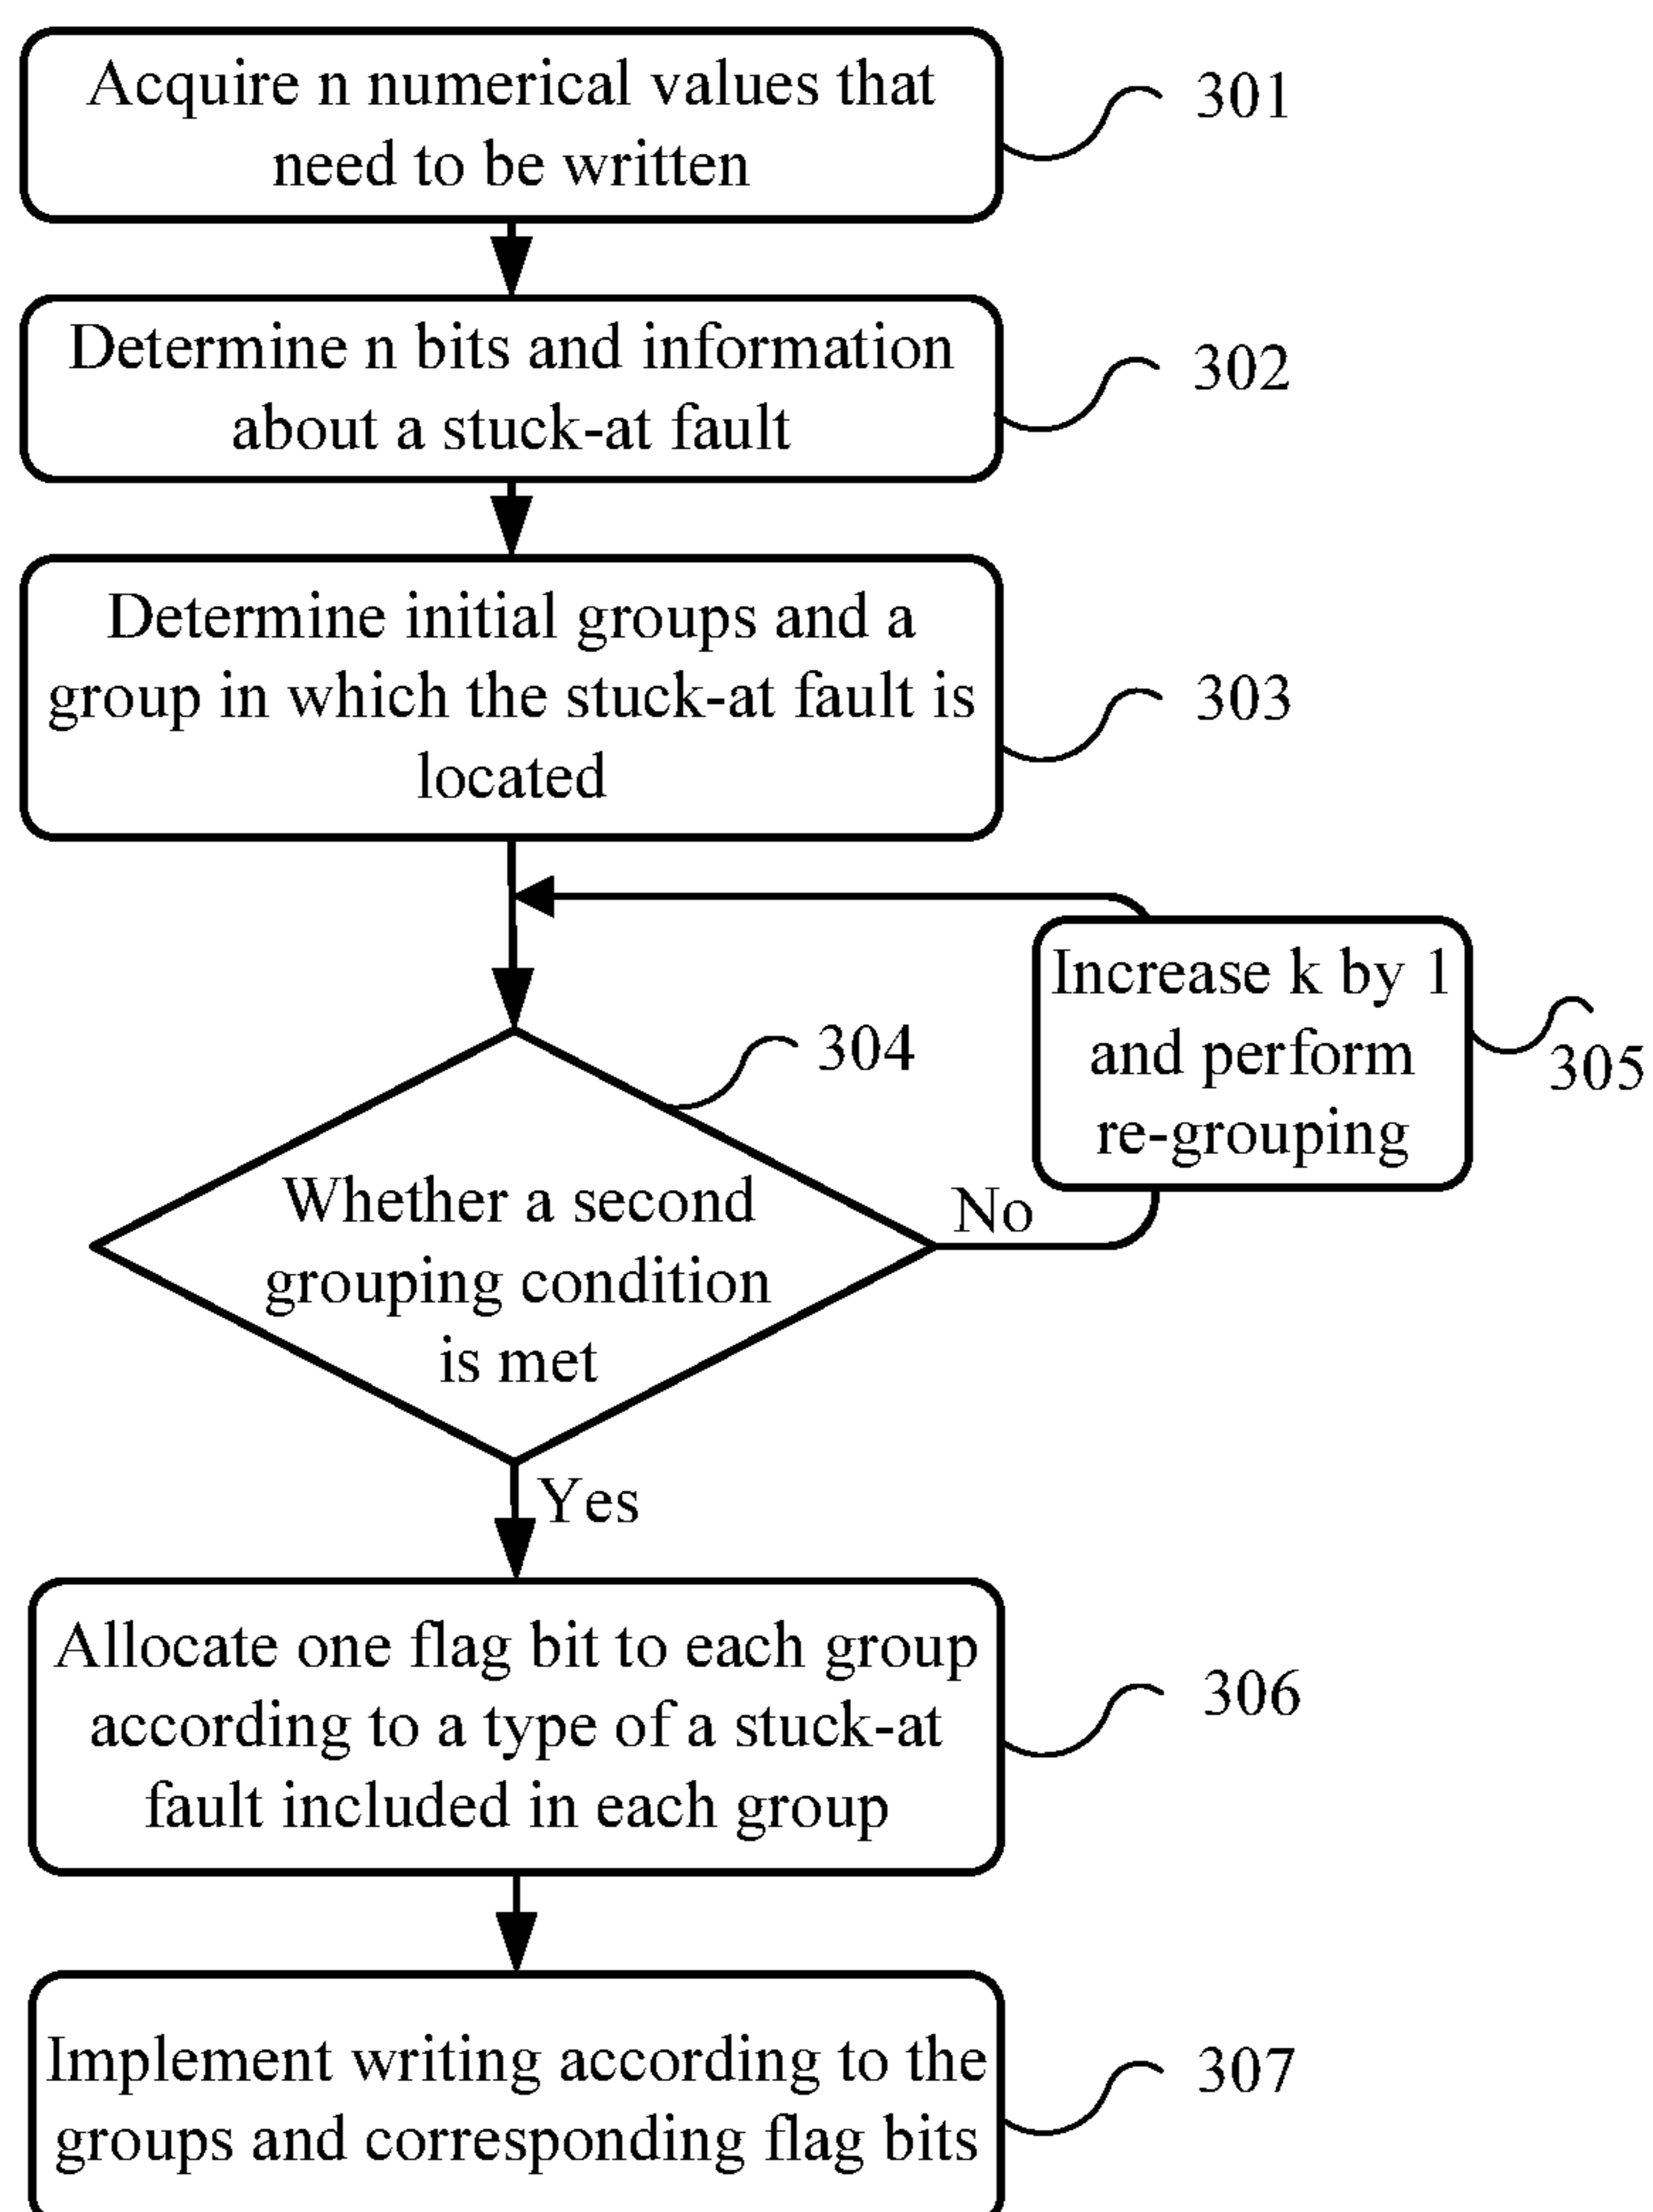 Acquire n numerical values that
need to be written
301
Determine n bits and information
about a stuck-at fault
302
Determine initial groups and a
group in which the stuck-at fault is
located
303
Increase k by 1
and perform
re-grouping
305
304
Whether a second
grouping condition
is met
No
Yes
Allocate one flag bit to each group
according to a type of a stuck-at
fault included in each group
306
Implement writing according to the
groups and corresponding flag bits
307